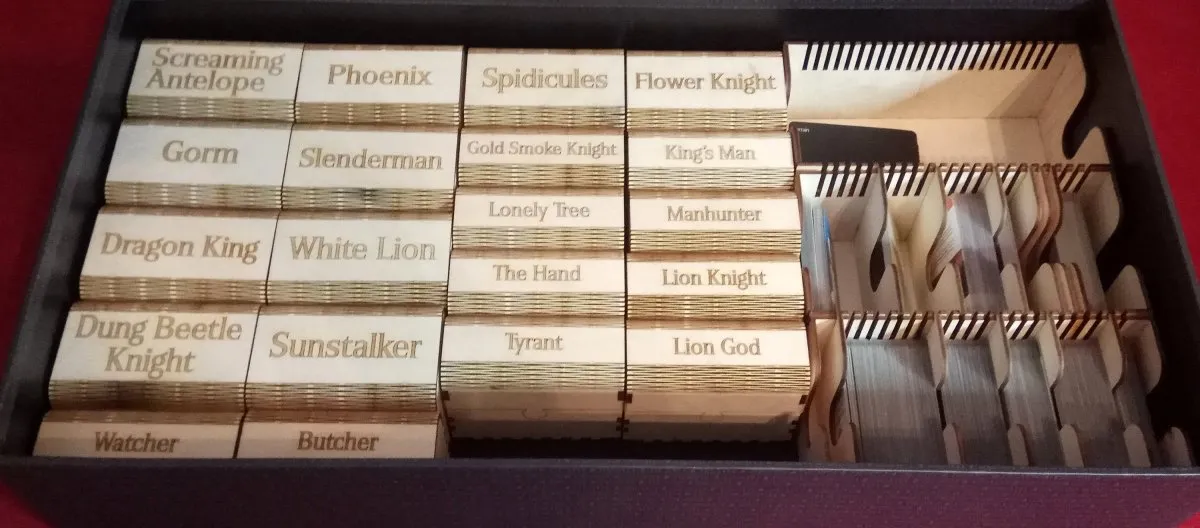 Screaming
Antelope
Phoenix
Spidicules
Flower Knight
Gorm
Slenderman
Gold Smoke Knight
King's Man
Lonely Tree
Manhunter
Dragon King
White Lion
The Hand
Lion Knight
Dung Beetle
Knight
Sunstalker
Tyrant
Lion God
Watcher
Butcher